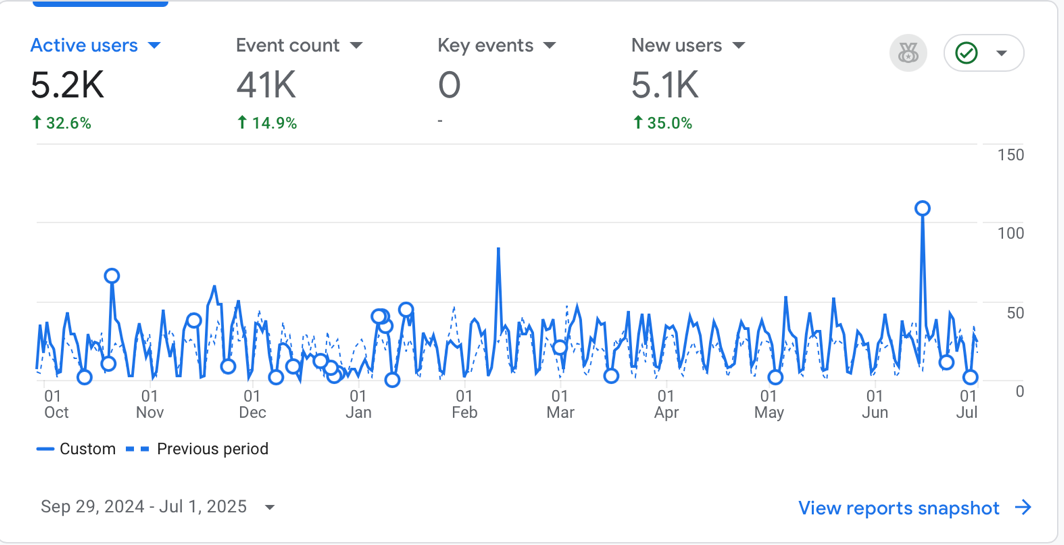 Active users Event count Key events New users
5.2K 41K 0 5.1K
↑ 32.6% ↑ 14.9% - ↑ 35.0%
150
100
50
0
01 01 01 01 01 01 01 01 01 01
Oct Nov Dec Jan Feb Mar Apr May Jun Jul
Custom Previous period
Sep 29, 2024 - Jul 1, 2025 View reports snapshot →